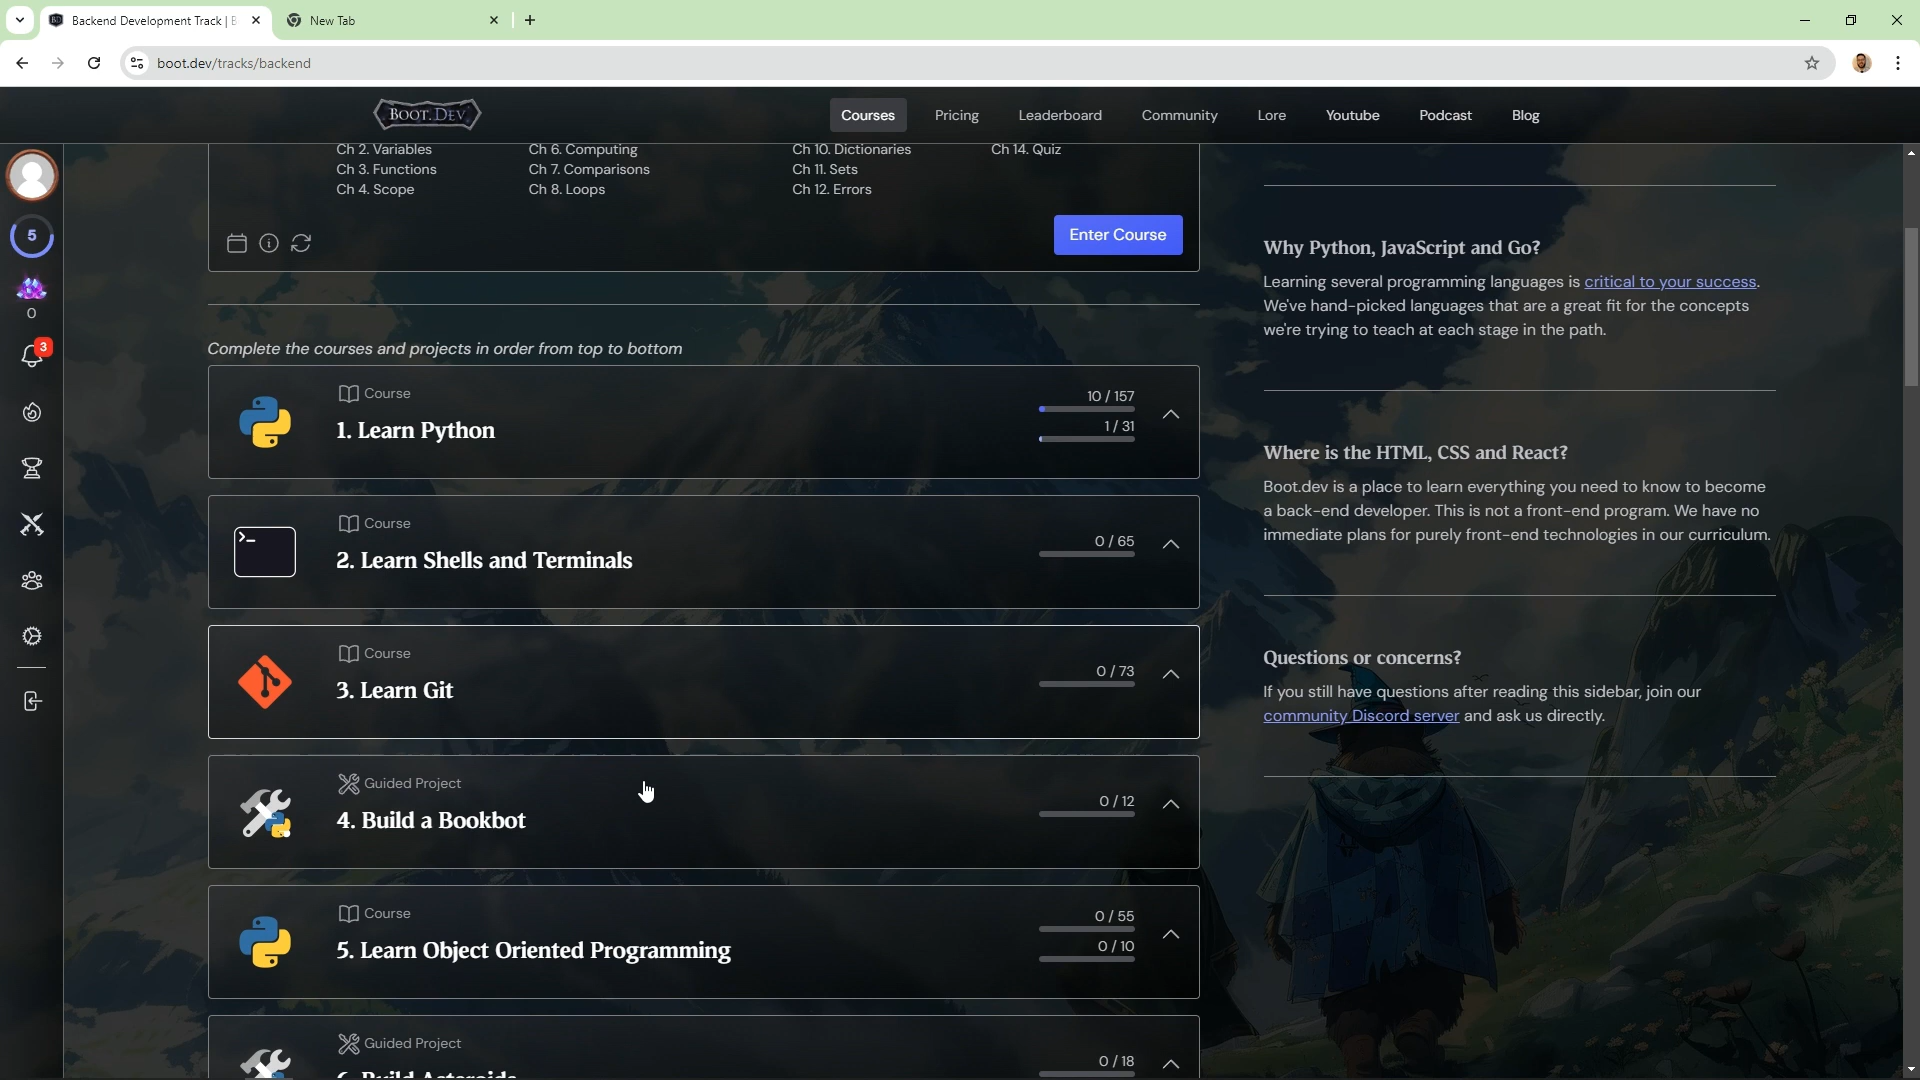 Backend Development Track | B
New Tab
boot.dev/tracks/backend
BOOT.DEV
Courses
Pricing
Leaderboard
Community
Lore
Youtube
Podcast
Blog
5
0
3
Ch 2. Variables
Ch 3. Functions
Ch 4. Scope
Ch 6. Computing
Ch 7. Comparisons
Ch 8. Loops
Ch 10. Dictionaries
Ch 11. Sets
Ch 12. Errors
Ch 14. Quiz
Enter Course
Complete the courses and projects in order from top to bottom
Course
1. Learn Python
10 / 157
1 / 31
Course
2. Learn Shells and Terminals
0 / 65
Course
3. Learn Git
0 / 73
Guided Project
4. Build a Bookbot
0 / 12
Course
5. Learn Object Oriented Programming
0 / 55
0 / 10
Guided Project
6. Build Asteroids
0 / 18
Why Python, JavaScript and Go?
Learning several programming languages is critical to your success.
We've hand-picked languages that are a great fit for the concepts
we're trying to teach at each stage in the path.
Where is the HTML, CSS and React?
Boot.dev is a place to learn everything you need to know to become
a back-end developer. This is not a front-end program. We have no
immediate plans for purely front-end technologies in our curriculum.
Questions or concerns?
If you still have questions after reading this sidebar, join our
community Discord server and ask us directly.